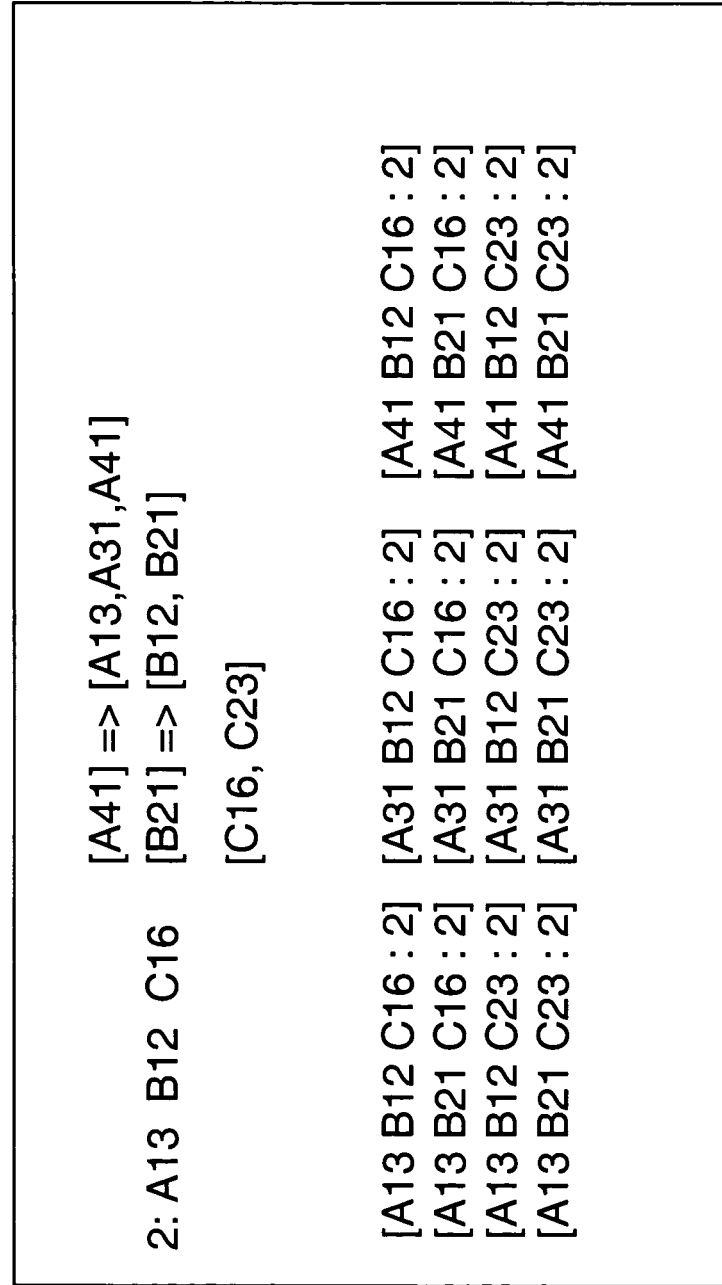 [A41] => [A13,A31,A41]
2: A13 B12 C16 [B21] => [B12, B21]
[C16, C23]
[A13 B12 C16 : 2] [A31 B12 C16 : 2] [A41 B12 C16 : 2]
[A13 B21 C16 : 2] [A31 B21 C16 : 2] [A41 B21 C16 : 2]
[A13 B12 C23 : 2] [A31 B12 C23 : 2] [A41 B12 C23 : 2]
[A13 B21 C23 : 2] [A31 B21 C23 : 2] [A41 B21 C23 : 2]